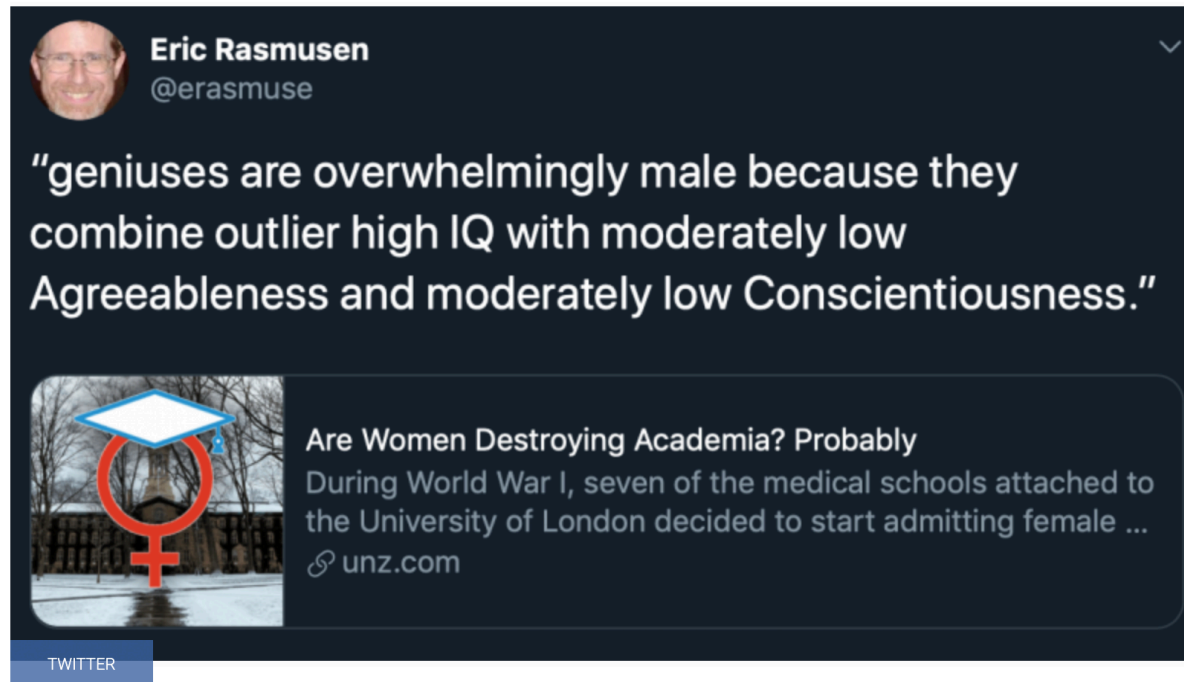 Eric Rasmusen
@erasmuse
“geniuses are overwhelmingly male because they
combine outlier high IQ with moderately low
Agreeableness and moderately low Conscientiousness.”
Are Women Destroying Academia? Probably
During World War I, seven of the medical schools attached to
the University of London decided to start admitting female ...
unz.com
TWITTER